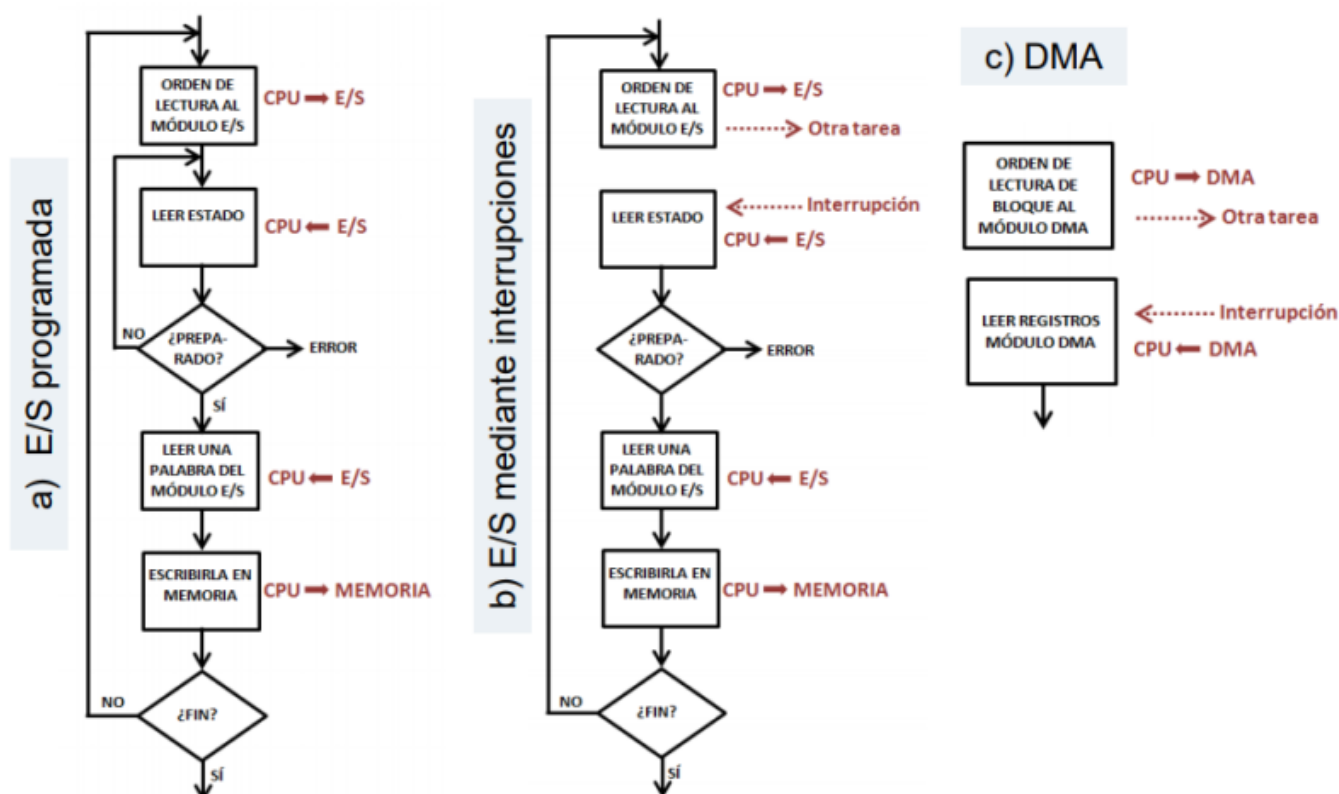 a) E/S programada
ORDEN DE
LECTURA AL
MÓDULO E/S
CPU ➡ E/S
LEER ESTADO
CPU ⬅ E/S
¿PREPA-
RADO?
NO
ERROR
SÍ
LEER UNA
PALABRA DEL
MÓDULO E/S
CPU ⬅ E/S
ESCRIBIRLA EN
MEMORIA
CPU ➡ MEMORIA
¿FIN?
NO
SÍ
b) E/S mediante interrupciones
ORDEN DE
LECTURA AL
MÓDULO E/S
CPU ➡ E/S
Otra tarea
LEER ESTADO
Interrupción
CPU ⬅ E/S
¿PREPA-
RADO?
ERROR
LEER UNA
PALABRA DEL
MÓDULO E/S
CPU ⬅ E/S
ESCRIBIRLA EN
MEMORIA
CPU ➡ MEMORIA
¿FIN?
NO
SÍ
c) DMA
ORDEN DE
LECTURA DE
BLOQUE AL
MÓDULO DMA
CPU ➡ DMA
Otra tarea
LEER REGISTROS
MÓDULO DMA
Interrupción
CPU ⬅ DMA